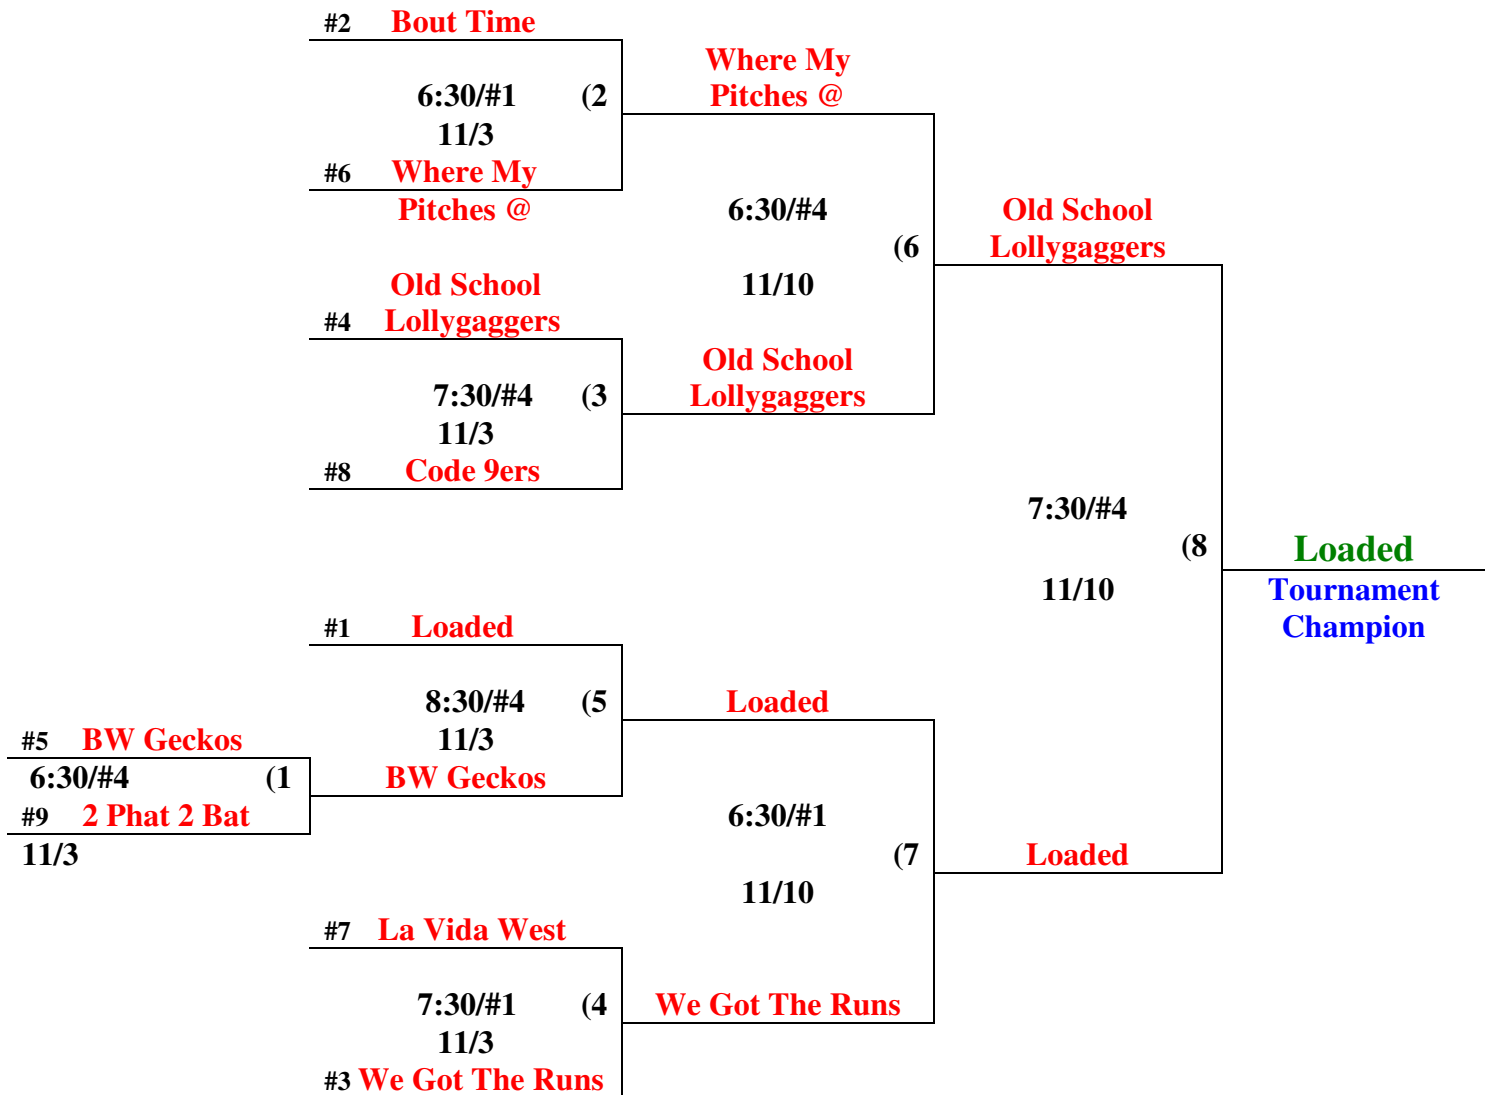 #2 Bout Time
6:30/#1 (2
11/3
#6 Where My
Pitches @
Where My
Pitches @
Old School
#4 Lollygaggers
7:30/#4 (3
11/3
#8 Code 9ers
6:30/#4
(6
11/10
Old School
Lollygaggers
Old School
Lollygaggers
7:30/#4
(8
11/10
Loaded
Tournament
Champion
#1 Loaded
8:30/#4 (5
11/3
BW Geckos
#5 BW Geckos
6:30/#4 (1
#9 2 Phat 2 Bat
11/3
Loaded
6:30/#1
(7
11/10
Loaded
#7 La Vida West
7:30/#1 (4
11/3
#3 We Got The Runs
We Got The Runs